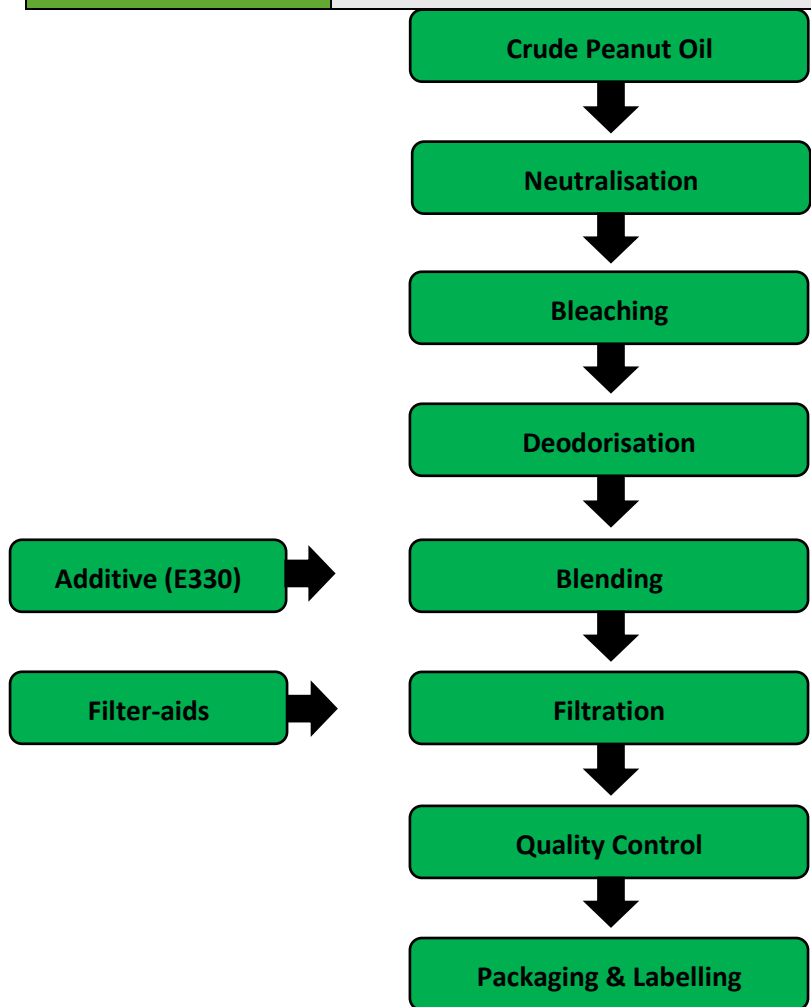 Crude Peanut Oil
Neutralisation
Bleaching
Deodorisation
Additive (E330)
Blending
Filter-aids
Filtration
Quality Control
Packaging & Labelling